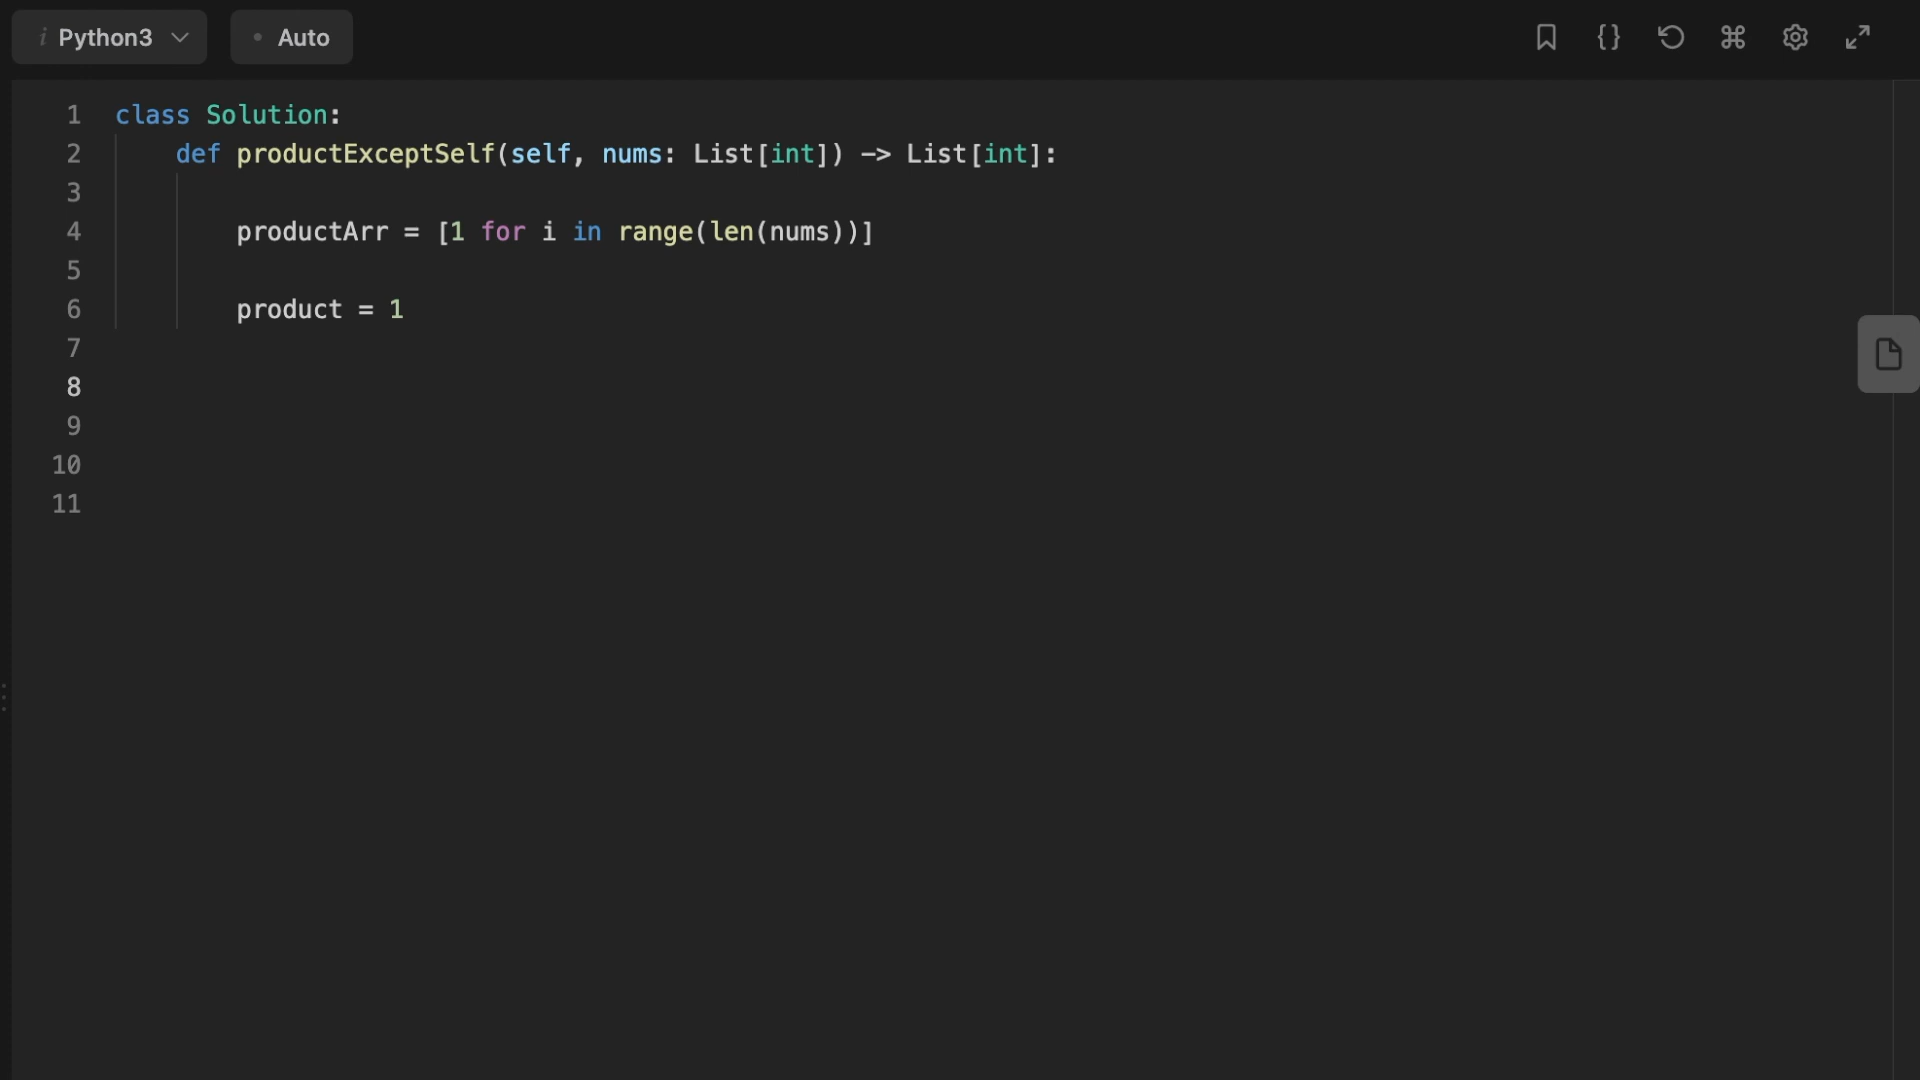 i Python3
• Auto
1 class Solution:
2 def productExceptSelf(self, nums: List[int]) -> List[int]:
3
4 productArr = [1 for i in range(len(nums))]
5
6 product = 1
7
8
9
10
11